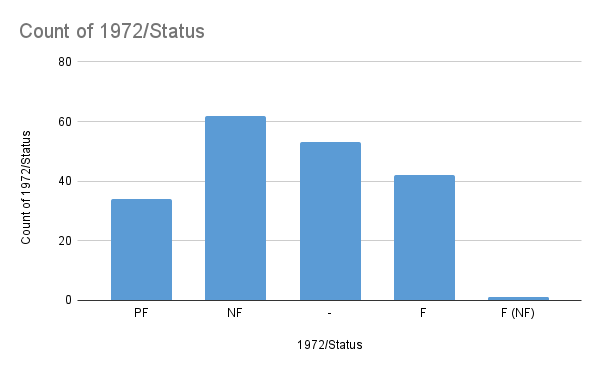 Count of 1972/Status
80
60
40
20
0
Count of 1972/Status
PF
NF
-
F
F (NF)
1972/Status